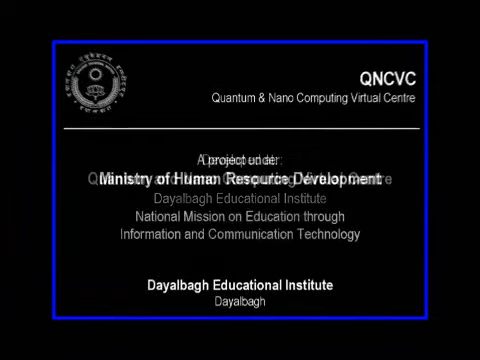 QNCVC
Quantum & Nano Computing Virtual Centre
A project of:
Ministry of Human Resource Development
Dayalbagh Educational Institute
National Mission on Education through
Information and Communication Technology
Dayalbagh Educational Institute
Dayalbagh